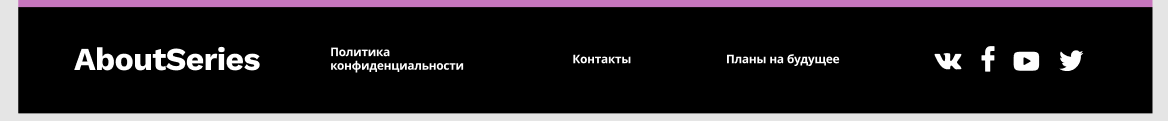 AboutSeries
Политика
конфиденциальности
Контакты
Планы на будущее